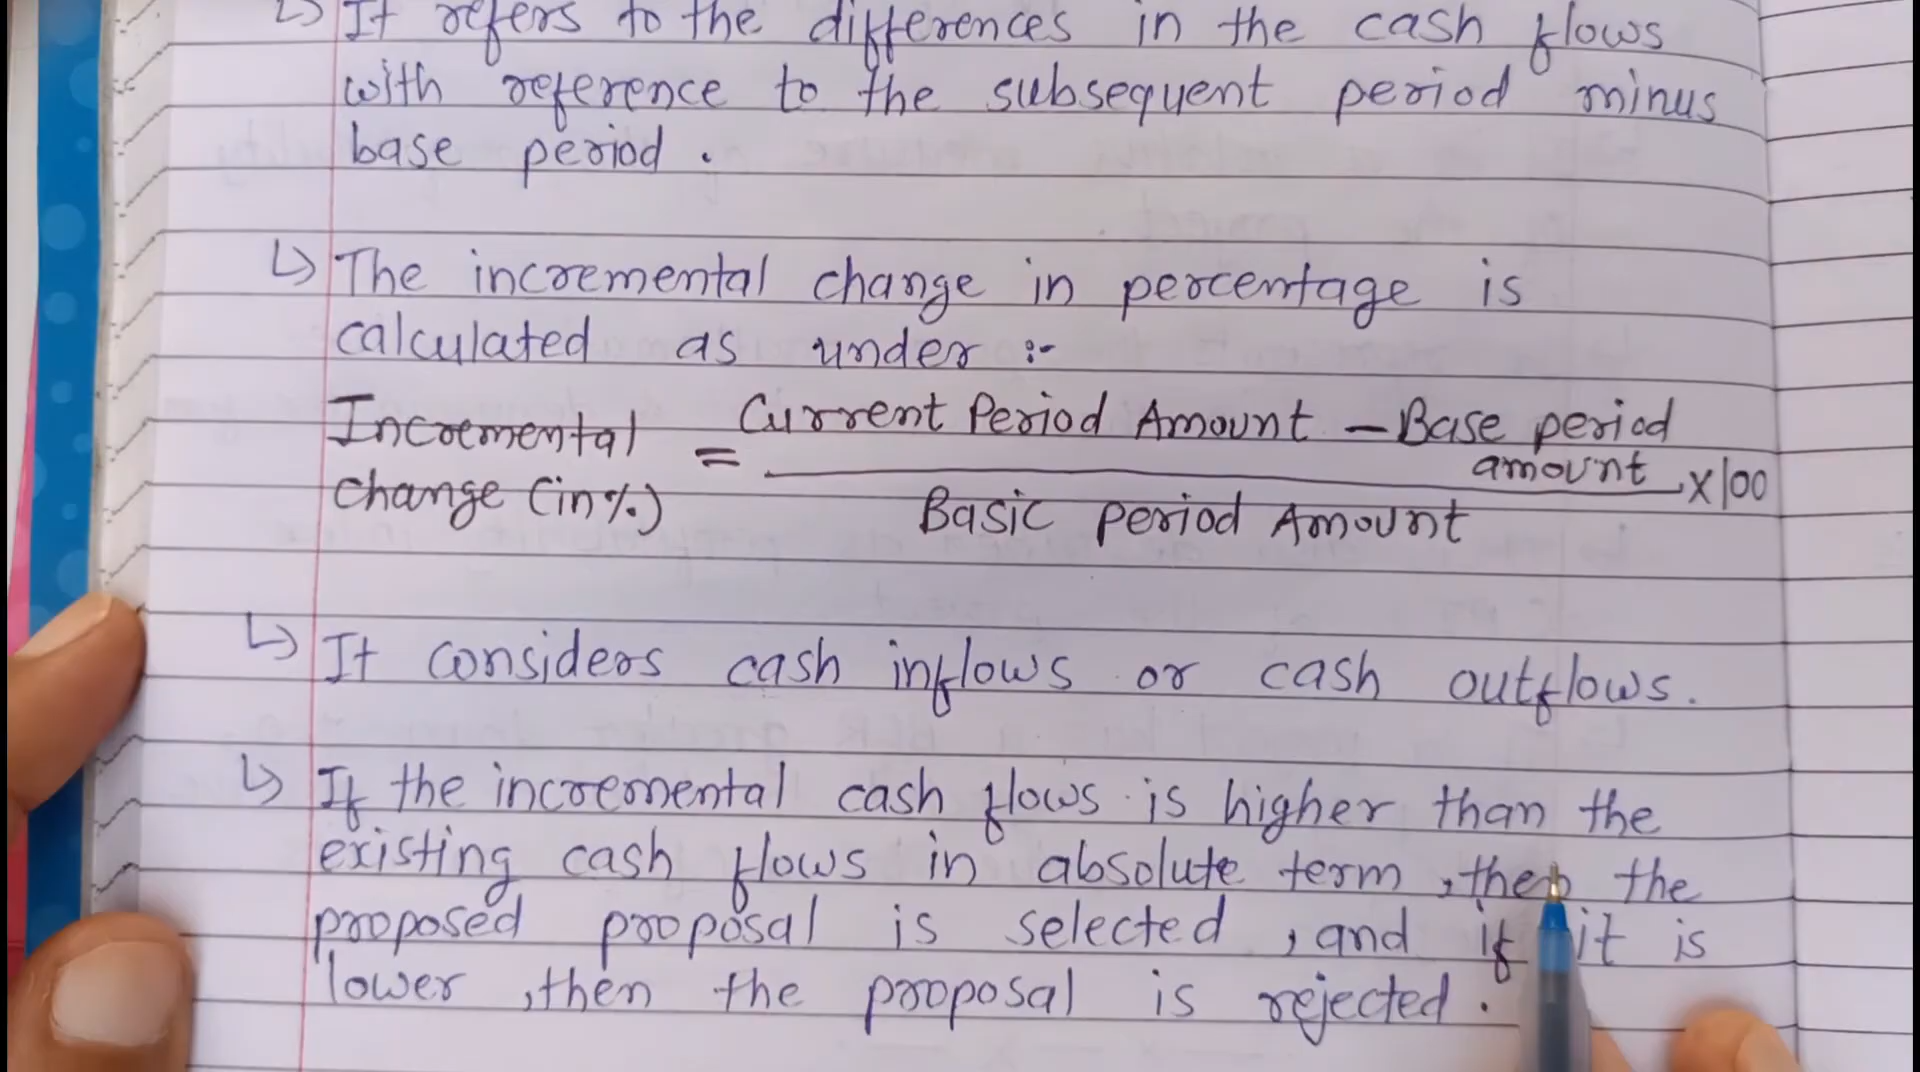 ↳ It refers to the differences in the cash flows
with reference to the subsequent period minus
base period.
↳ The incremental change in percentage is
calculated as under :-
Incremental change (in %) = Current Period Amount - Base period amount x100
Basic period Amount
↳ It considers cash inflows or cash outflows.
↳ If the incremental cash flows is higher than the
existing cash flows in absolute term, then the
proposed proposal is selected, and if it is
lower, then the proposal is rejected.